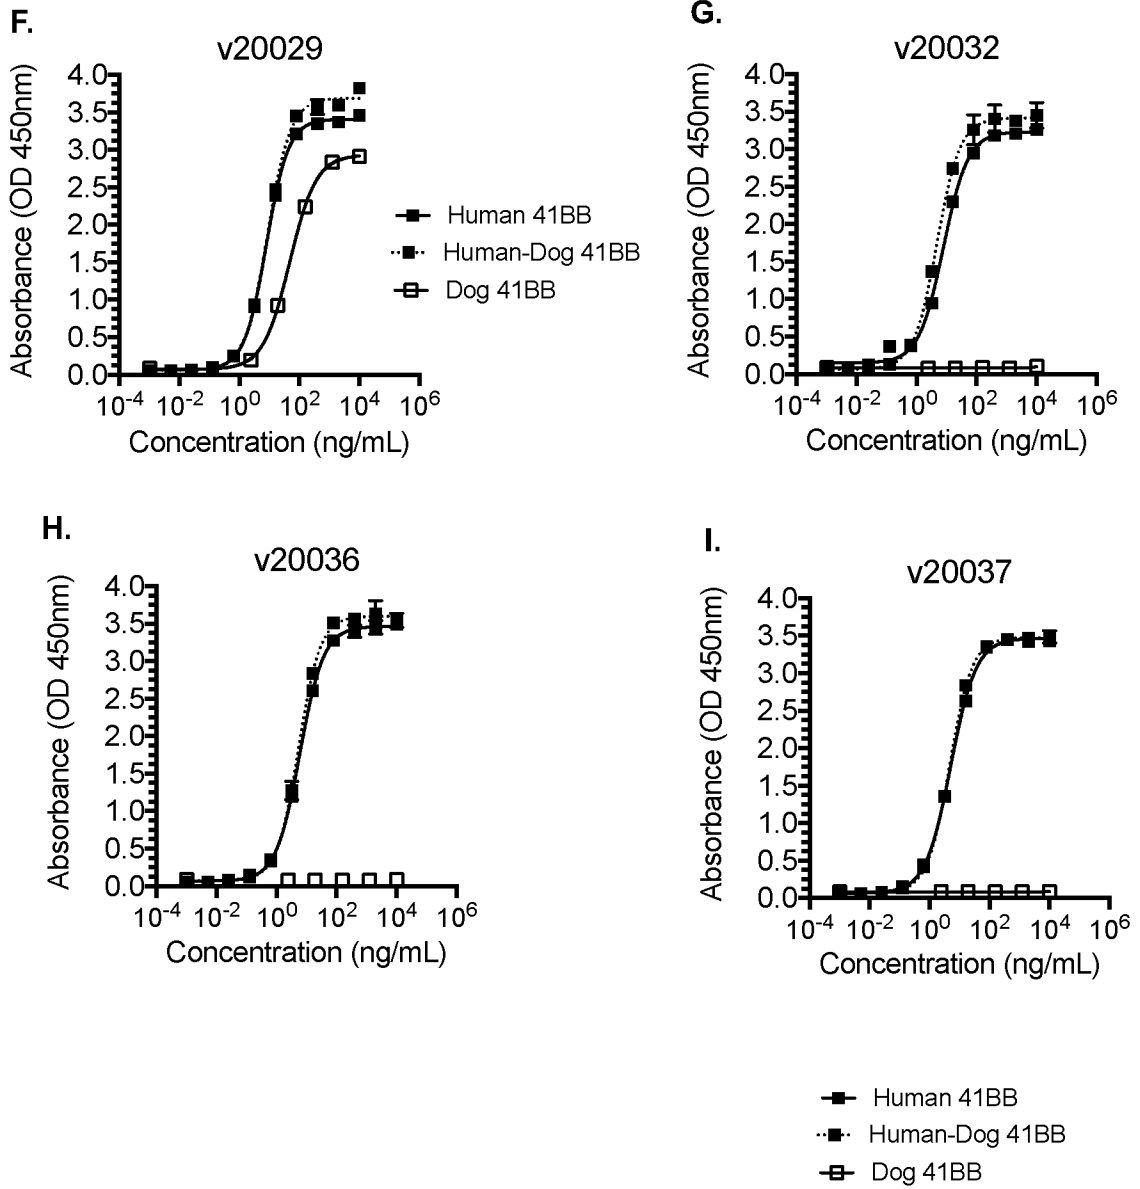 F.
v20029
Absorbance (OD 450nm)
4.0
3.5
3.0
2.5
2.0
1.5
1.0
0.5
0.0
10-4 10-2 100 102 104 106
Concentration (ng/mL)
Human 41BB
Human-Dog 41BB
Dog 41BB
G.
v20032
Absorbance (OD 450nm)
4.0
3.5
3.0
2.5
2.0
1.5
1.0
0.5
0.0
10-4 10-2 100 102 104 106
Concentration (ng/mL)
H.
v20036
Absorbance (OD 450nm)
4.0
3.5
3.0
2.5
2.0
1.5
1.0
0.5
0.0
10-4 10-2 100 102 104 106
Concentration (ng/mL)
I.
v20037
Absorbance (OD 450nm)
4.0
3.5
3.0
2.5
2.0
1.5
1.0
0.5
0.0
10-4 10-2 100 102 104 106
Concentration (ng/mL)
Human 41BB
Human-Dog 41BB
Dog 41BB